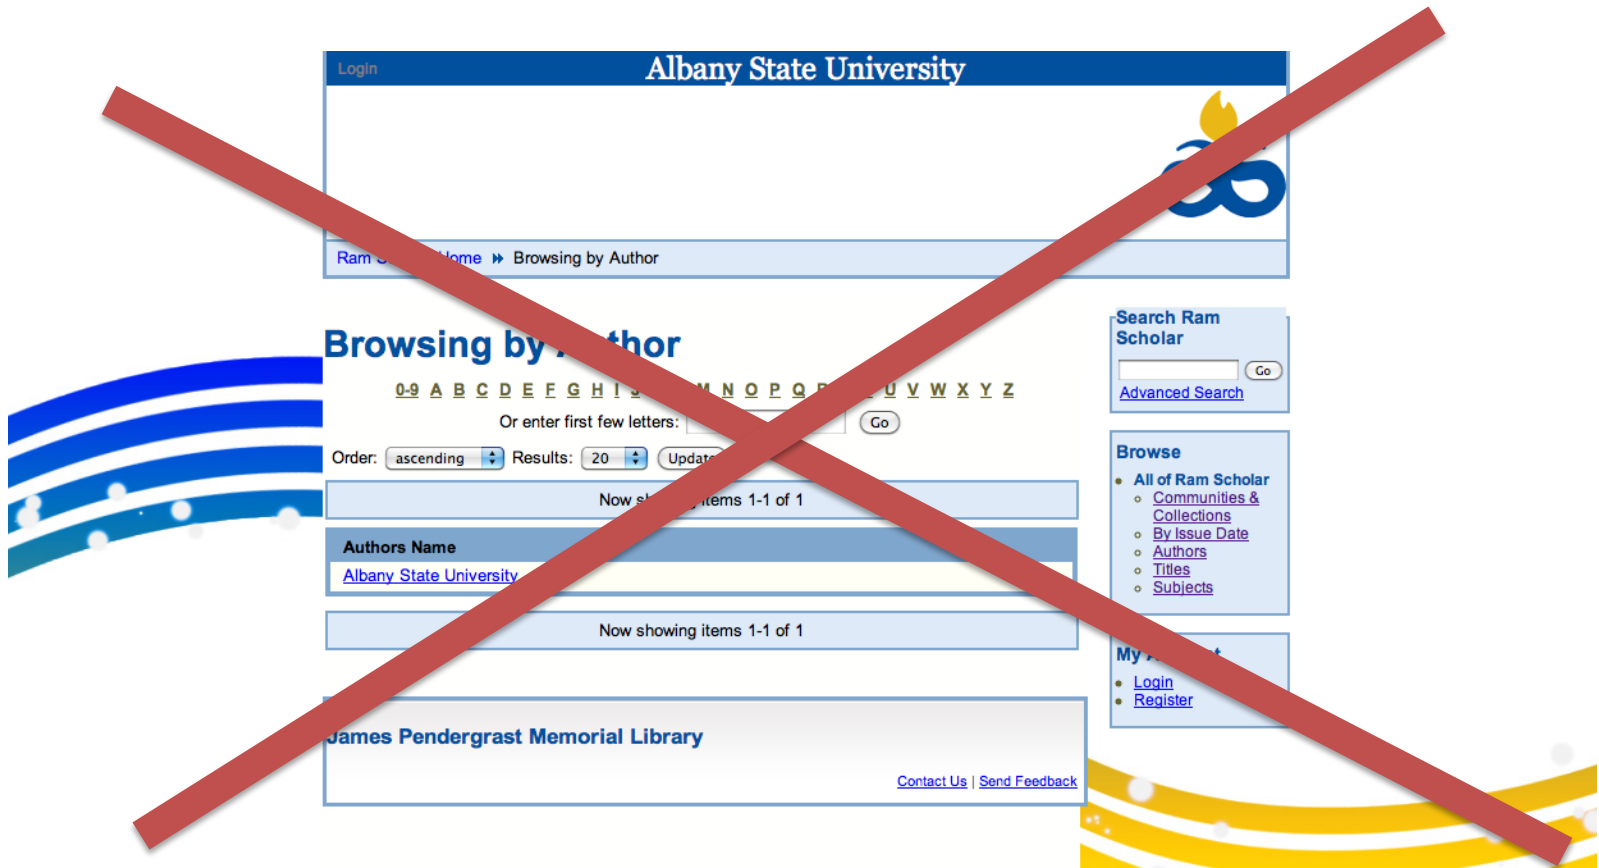 Login
Albany State University
Ram Home Browsing by Author
Browsing by
0-9 A B C D E F G H I M N O P Q U V W X Y Z
Or enter first few letters: Go
Order: ascending Results: 20 Update
Now showing items 1-1 of 1
Authors Name
Albany State University
Now showing items 1-1 of 1
James Pendergrast Memorial Library
Contact Us | Send Feedback
Search Ram
Scholar
Go
Advanced Search
Browse
All of Ram Scholar
Communities &
Collections
By Issue Date
Authors
Titles
Subjects
My
Login
Register